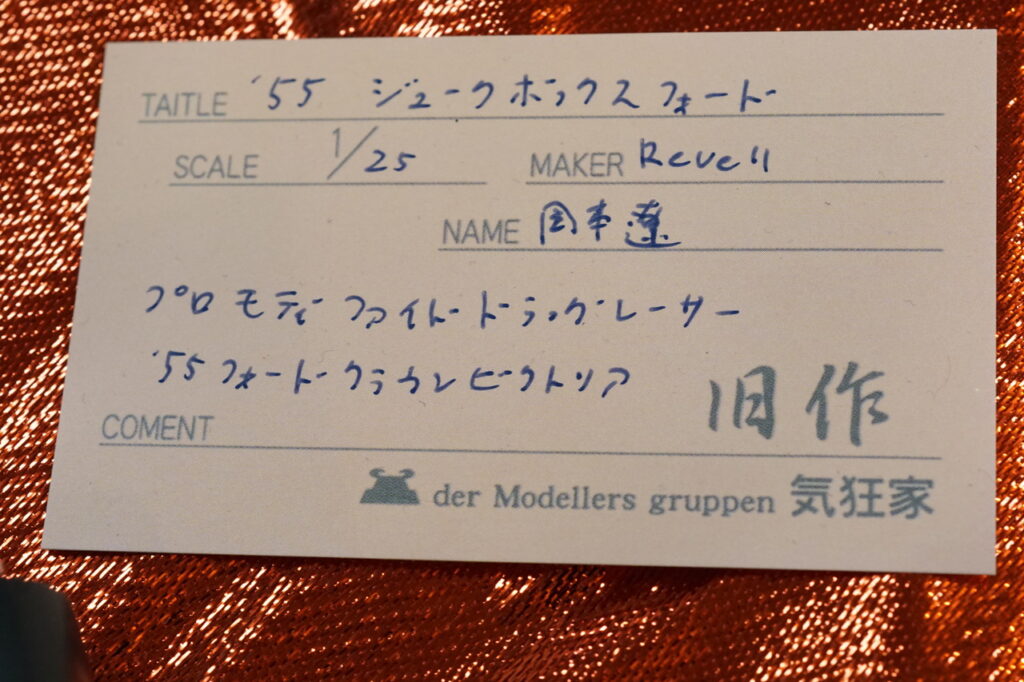 TAITLE '55 ジュークボックスフォード
SCALE 1/25 MAKER Revell
NAME 岡本遼
プロモディファイド・ドラッグレーサー
'55フォードクラウンビクトリア
旧作
COMENT
der Modellers gruppen 気狂家